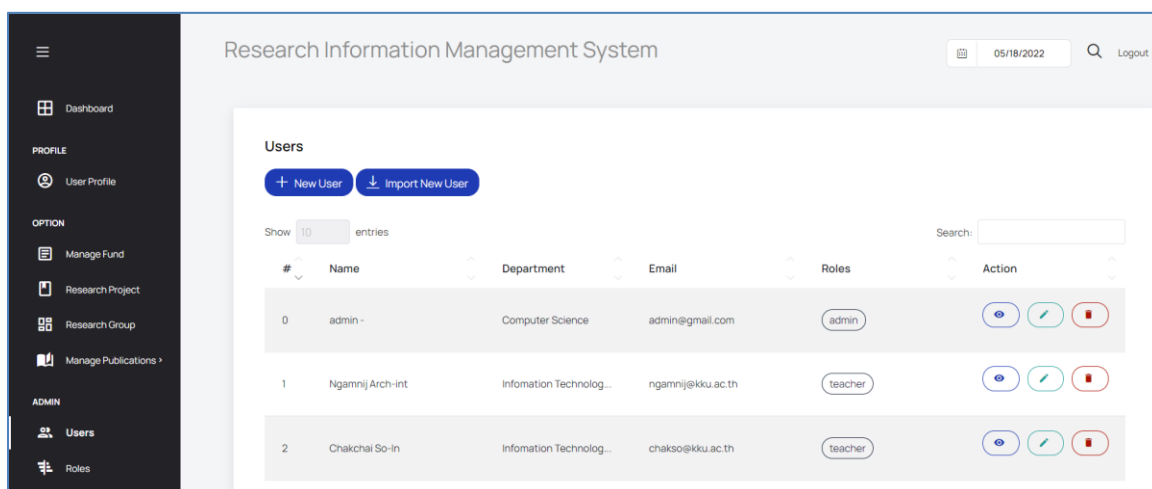 Research Information Management System
05/18/2022
Logout
Dashboard
PROFILE
User Profile
OPTION
Manage Fund
Research Project
Research Group
Manage Publications >
ADMIN
Users
Roles
Users
+ New User Import New User
Show 10 entries Search:
# Name Department Email Roles Action
0 admin - Computer Science admin@gmail.com admin
1 Ngamnij Arch-int Infomation Technolog... ngamnij@kku.ac.th teacher
2 Chakchai So-In Infomation Technolog... chakso@kku.ac.th teacher